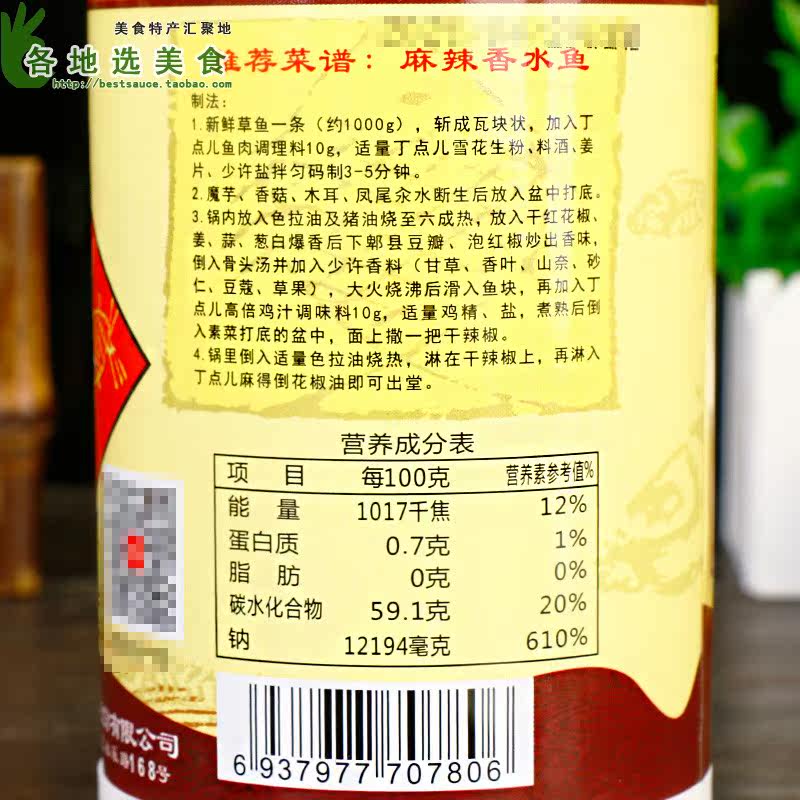 美食特产汇聚地
各地选美食
http://bestsauce.taobao.com/
推荐菜谱：麻辣香水鱼
制法：
1.新鲜草鱼一条（约1000g），斩成瓦块状，加入丁
点儿鱼肉调理料10g，适量丁点儿雪花生粉、料酒、姜
片、少许盐拌匀码制3-5分钟。
2.魔芋、香菇、木耳、凤尾汆水断生后放入盆中打底。
3.锅内放入色拉油及猪油烧至六成热，放入干红花椒、
姜、蒜、葱白爆香后下郫县豆瓣、泡红椒炒出香味，
倒入骨头汤并加入少许香料（甘草、香叶、山奈、砂
仁、豆蔻、草果），大火烧沸后滑入鱼块，再加入丁
点儿高倍鸡汁调味料10g，适量鸡精、盐，煮熟后倒
入素菜打底的盆中，面上撒一把干辣椒。
4.锅里倒入适量色拉油烧热，淋在干辣椒上，再淋入
丁点儿麻得倒花椒油即可出堂。
营养成分表
项 目 每100克 营养素参考值%
能 量 1017千焦 12%
蛋白质 0.7克 1%
脂 肪 0克 0%
碳水化合物 59.1克 20%
钠 12194毫克 610%
有限公司
168号
6 937977 707806